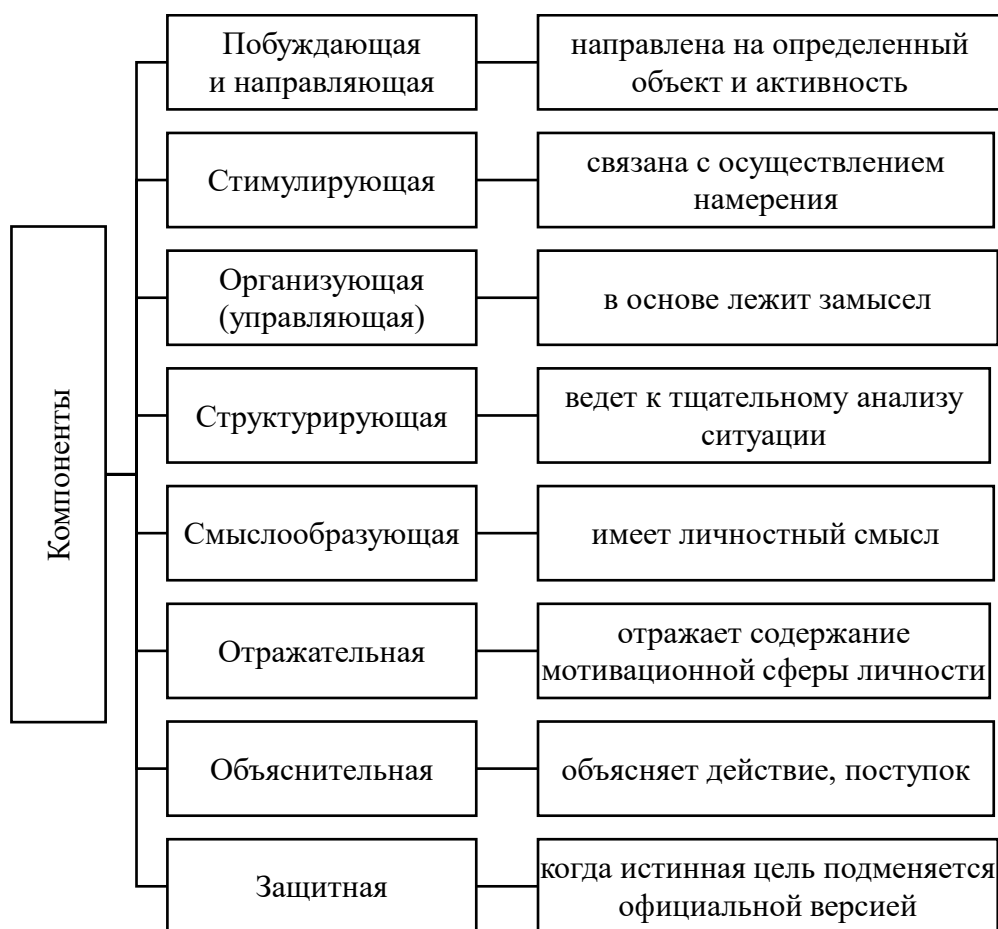 Компоненты
Побуждающая
и направляющая
направлена на определенный
объект и активность
Стимулирующая
связана с осуществлением
намерения
Организующая
(управляющая)
в основе лежит замысел
Структурирующая
ведет к тщательному анализу
ситуации
Смыслообразующая
имеет личностный смысл
Отражательная
отражает содержание
мотивационной сферы личности
Объяснительная
объясняет действие, поступок
Защитная
когда истинная цель подменяется
официальной версией